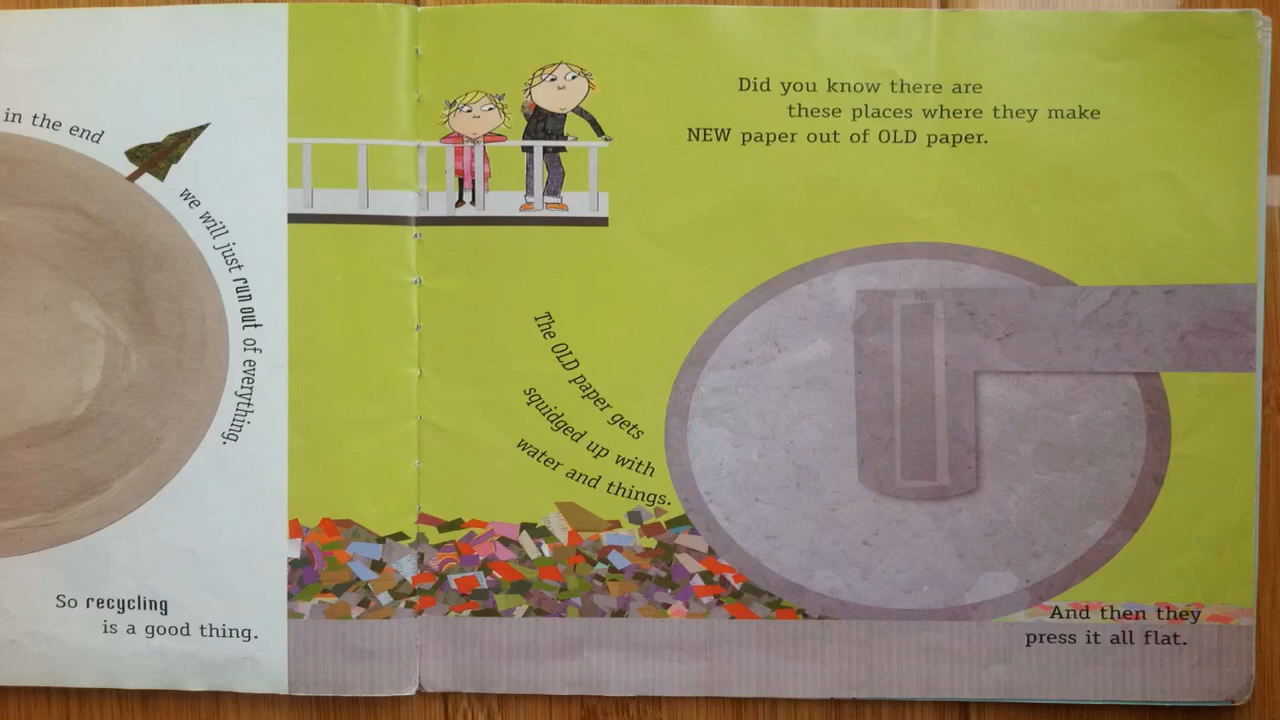 in the end
we will just run out of everything.
So recycling
is a good thing.
Did you know there are
these places where they make
NEW paper out of OLD paper.
The OLD paper gets
squidged up with
water and things.
And then they
press it all flat.